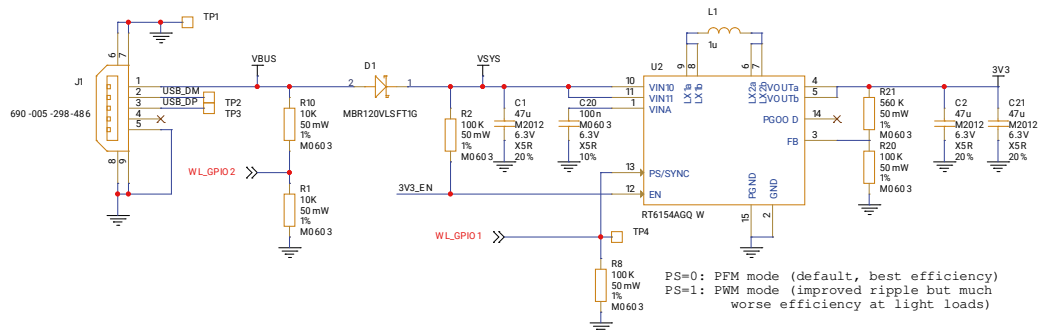 TP1
L1
1u
6
7
J1
VBUS
D1
VSYS
9
8
6
7
U2
3V3
1
2
3
4
5
USB_DM
USB_DP
TP2
TP3
2
1
MBR120VLSFT1G
10
11
1
VIN10
VIN11
VINA
LX1a
LX1b
LX2a
LX2b
VOUTa
VOUTb
4
5
PGOOD
14
FB
3
690-005-298-486
8
9
R10
10K
50mW
1%
M0603
R2
100K
50mW
1%
M0603
C1
47u
M2012
6.3V
X5R
20%
C20
100n
M0603
6.3V
X5R
10%
R21
560K
50mW
1%
M0603
C2
47u
M2012
6.3V
X5R
20%
C21
47u
M2012
6.3V
X5R
20%
R20
100K
50mW
1%
M0603
WL_GPIO2
13
PS/SYNC
3V3_EN
12
EN
PGND
GND
15
2
RT6154AGQW
R1
10K
50mW
1%
M0603
WL_GPIO1
TP4
R8
100K
50mW
1%
M0603
PS=0: PFM mode (default, best efficiency)
PS=1: PWM mode (improved ripple but much
worse efficiency at light loads)